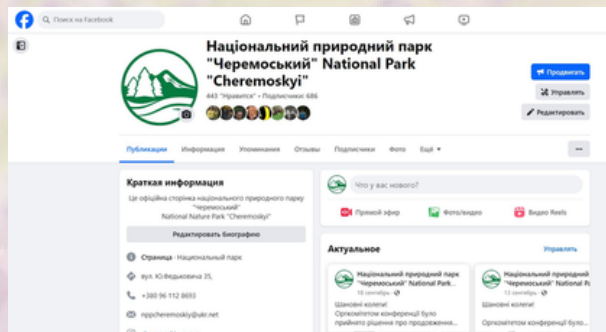 Поиск на Facebook
Національний природний парк
"Черемоський" National Park
"Cheremoskyi"
443 "Нравится" • Подписчики: 686
Продвигать
Управлять
Редактировать
Публикации Информация Упоминания Отзывы Подписчики Фото Ещё
Краткая информация
Це офіційна сторінка національного природного парку
"Черемоський"
National Nature Park "Cheremoskyi"
Редактировать биографию
Страница · Национальный парк
вул. Ю.Федьковича 35,
+380 96 112 8693
nppcheremoskiy@ukr.net
Что у вас нового?
Прямой эфир Фото/видео Видео Reels
Актуальное Управлять
Національний природний парк
"Черемоський" National Park...
18 сентября ·
Шановні колеги!
Оргкомітетом конференції було
прийнято рішення про продовження...
Національний природний п
"Черемоський" National P
13 сентября ·
Шановні колеги!
Оргкомітетом конференції було